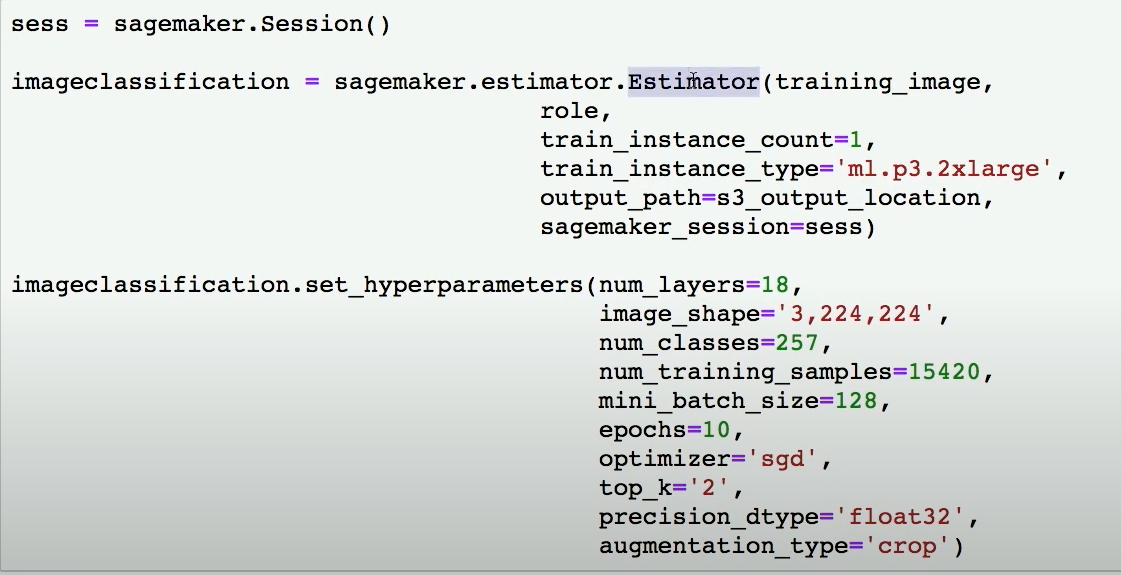 sess = sagemaker.Session()
imageclassification = sagemaker.estimator.Estimator(training_image,
role,
train_instance_count=1,
train_instance_type='ml.p3.2xlarge',
output_path=s3_output_location,
sagemaker_session=sess)
imageclassification.set_hyperparameters(num_layers=18,
image_shape='3,224,224',
num_classes=257,
num_training_samples=15420,
mini_batch_size=128,
epochs=10,
optimizer='sgd',
top_k='2',
precision_dtype='float32',
augmentation_type='crop')